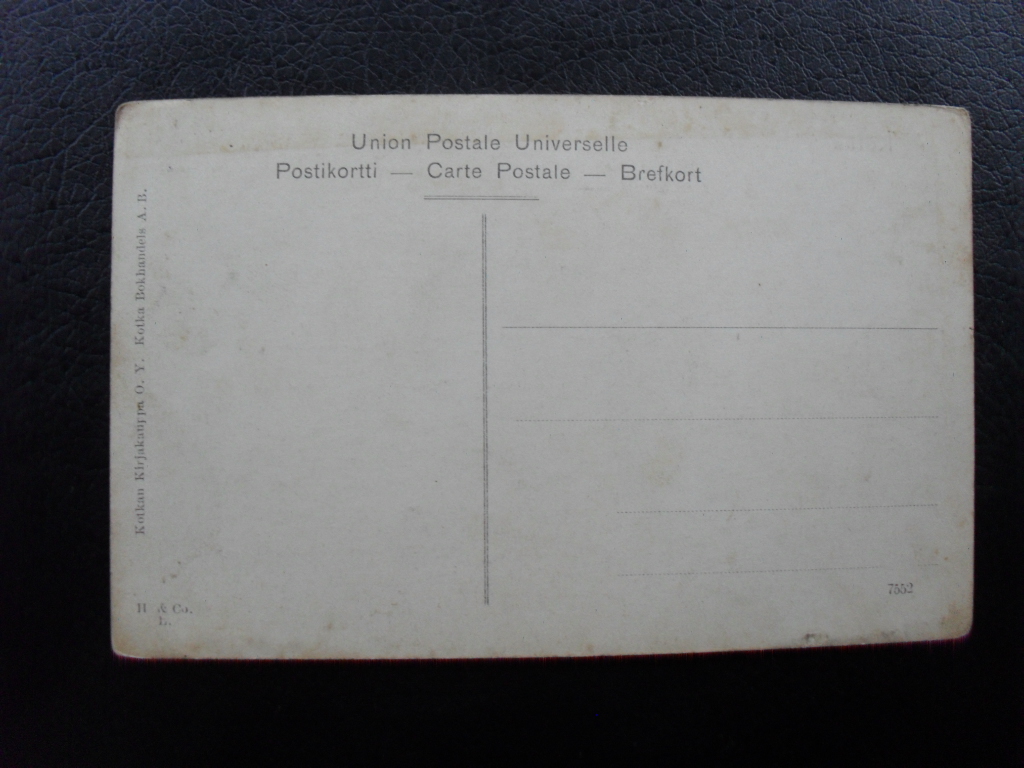 Union Postale Universelle
Postikortti — Carte Postale — Brefkort
Kotkan Kirjakauppa O. Y. Kotka Bokhandels A. B.
H & Co.
L.
7552